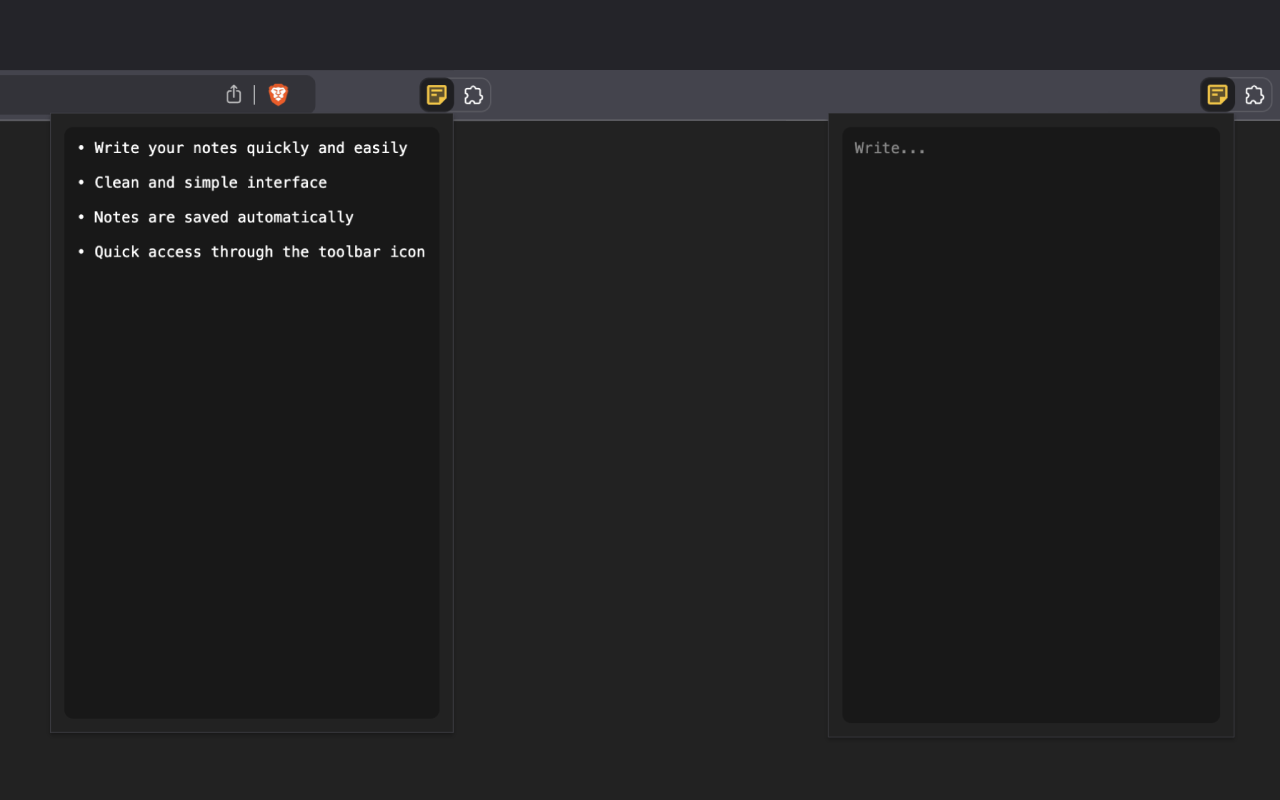 • Write your notes quickly and easily
• Clean and simple interface
• Notes are saved automatically
• Quick access through the toolbar icon
Write...